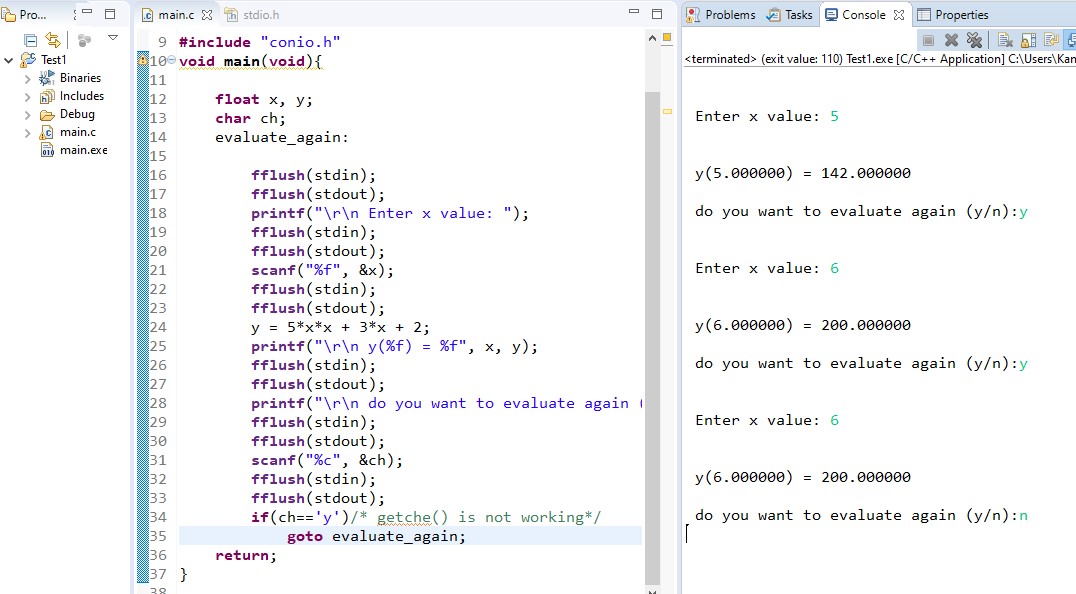 Pro...
main.c
stdio.h
Problems
Tasks
Console
Properties
Test1
Binaries
Includes
Debug
main.c
main.exe
9 #include "conio.h"
10 void main(void){
11
12 float x, y;
13 char ch;
14 evaluate_again:
15
16 fflush(stdin);
17 fflush(stdout);
18 printf("\r\n Enter x value: ");
19 fflush(stdin);
20 fflush(stdout);
21 scanf("%f", &x);
22 fflush(stdin);
23 fflush(stdout);
24 y = 5*x*x + 3*x + 2;
25 printf("\r\n y(%f) = %f", x, y);
26 fflush(stdin);
27 fflush(stdout);
28 printf("\r\n do you want to evaluate again (
29 fflush(stdin);
30 fflush(stdout);
31 scanf("%c", &ch);
32 fflush(stdin);
33 fflush(stdout);
34 if(ch=='y')/* getche() is not working*/
35 goto evaluate_again;
36 return;
37 }
38
<terminated> (exit value: 110) Test1.exe [C/C++ Application] C:\Users\Kan
Enter x value: 5
y(5.000000) = 142.000000
do you want to evaluate again (y/n):y
Enter x value: 6
y(6.000000) = 200.000000
do you want to evaluate again (y/n):y
Enter x value: 6
y(6.000000) = 200.000000
do you want to evaluate again (y/n):n